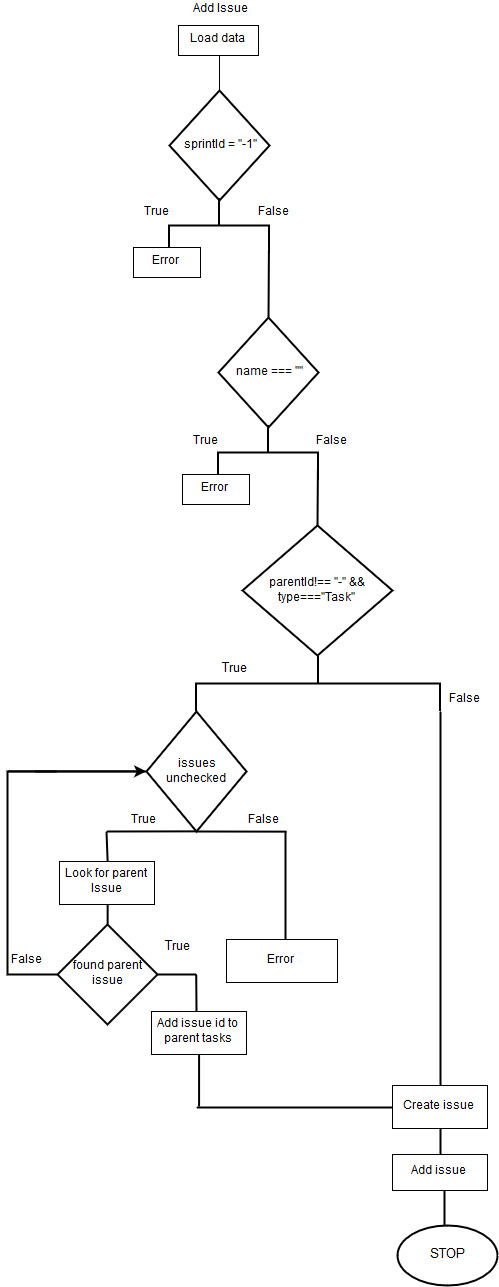 Add Issue
Load data
sprintId = "-1"
True
False
Error
name === ""
True
False
Error
parentId!== "-" &&
type==="Task"
True
False
issues
unchecked
True
False
Look for parent
Issue
False
found parent
issue
True
Error
Add issue id to
parent tasks
Create issue
Add issue
STOP